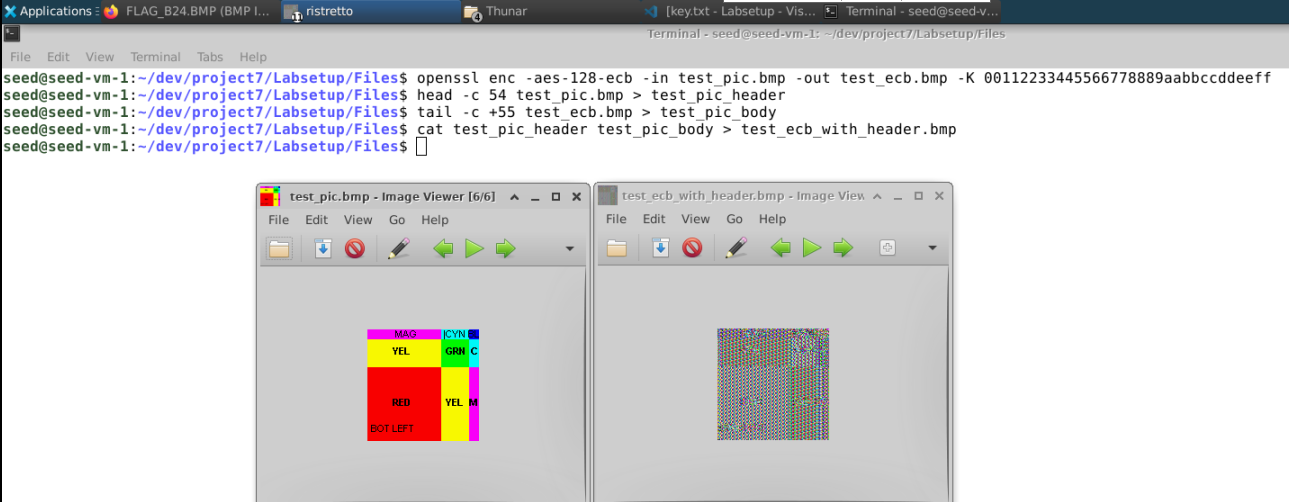 Applications FLAG_B24.BMP (BMP I... ristretto Thunar [key.txt - Labsetup - Vis... Terminal - seed@seed-v...
Terminal - seed@seed-vm-1: ~/dev/project7/Labsetup/Files
File Edit View Terminal Tabs Help
seed@seed-vm-1:~/dev/project7/Labsetup/Files$ openssl enc -aes-128-ecb -in test_pic.bmp -out test_ecb.bmp -K 00112233445566778889aabbccddeeff
seed@seed-vm-1:~/dev/project7/Labsetup/Files$ head -c 54 test_pic.bmp > test_pic_header
seed@seed-vm-1:~/dev/project7/Labsetup/Files$ tail -c +55 test_ecb.bmp > test_pic_body
seed@seed-vm-1:~/dev/project7/Labsetup/Files$ cat test_pic_header test_pic_body > test_ecb_with_header.bmp
seed@seed-vm-1:~/dev/project7/Labsetup/Files$
test_pic.bmp - Image Viewer [6/6]
File Edit View Go Help
MAG CYN
YEL GRN C
RED YEL M
BOT LEFT
test_ecb_with_header.bmp - Image View
File Edit View Go Help